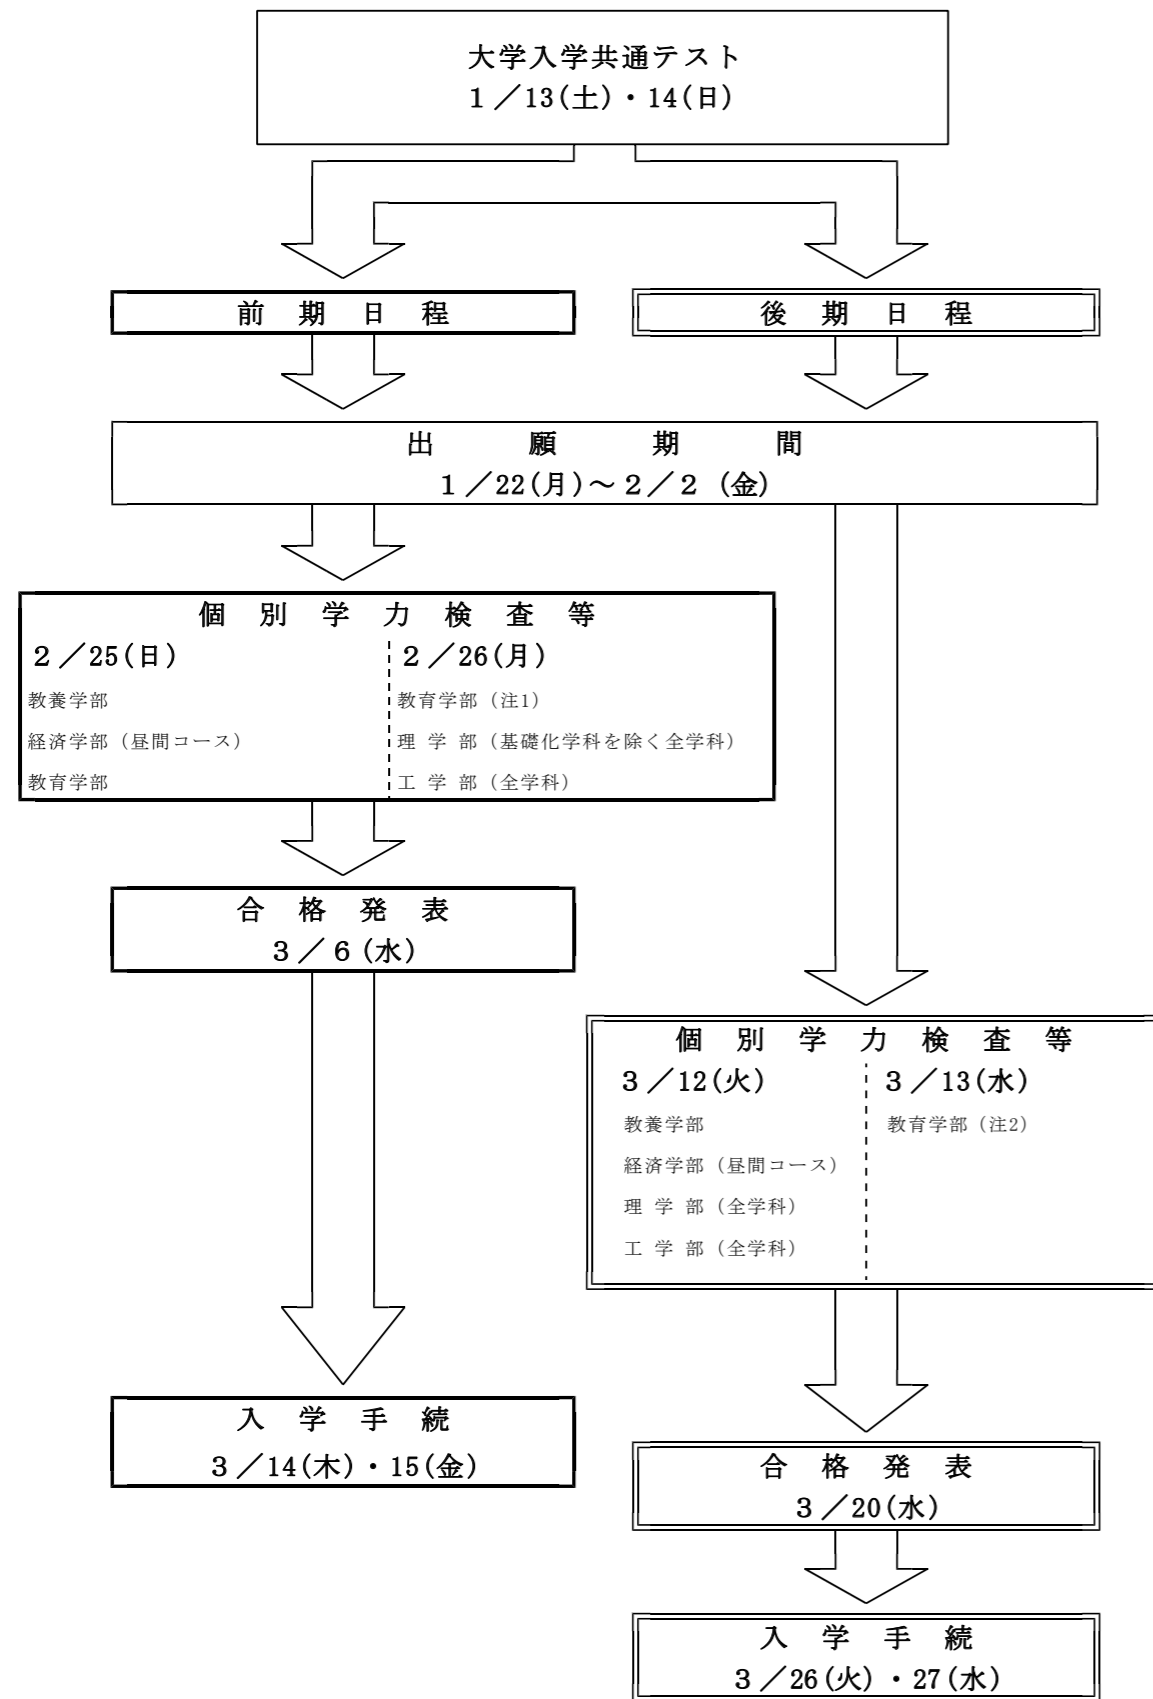 大学入学共通テスト
１／13(土)・14(日)
前期日程
後期日程
出願期間
１／22(月)～２／２(金)
個別学力検査等
２／25(日)
教養学部
経済学部（昼間コース）
教育学部
２／26(月)
教育学部（注1）
理学部（基礎化学科を除く全学科）
工学部（全学科）
合格発表
３／６(水)
個別学力検査等
３／12(火)
教養学部
経済学部（昼間コース）
理学部（全学科）
工学部（全学科）
３／13(水)
教育学部（注2）
入学手続
３／14(木)・15(金)
合格発表
３／20(水)
入学手続
３／26(火)・27(水)